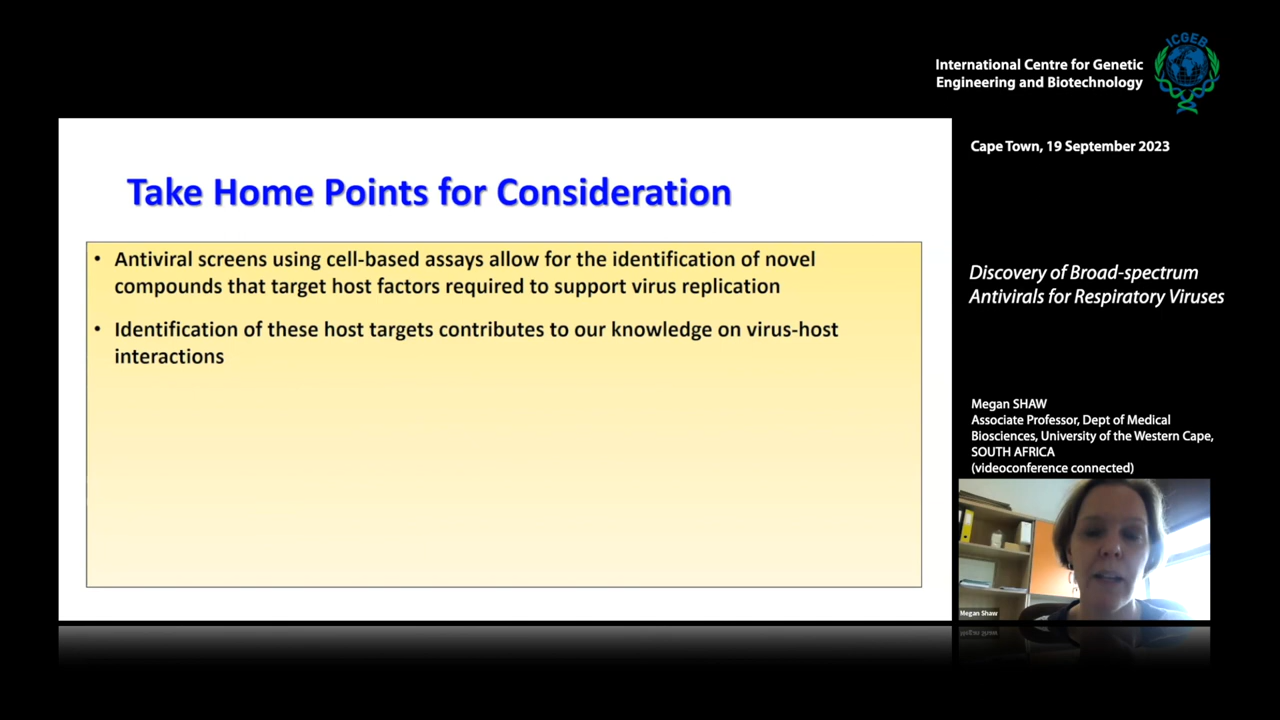 ICGEB
International Centre for Genetic
Engineering and Biotechnology
Cape Town, 19 September 2023
Take Home Points for Consideration
• Antiviral screens using cell-based assays allow for the identification of novel
compounds that target host factors required to support virus replication
• Identification of these host targets contributes to our knowledge on virus-host
interactions
Discovery of Broad-spectrum
Antivirals for Respiratory Viruses
Megan SHAW
Associate Professor, Dept of Medical
Biosciences, University of the Western Cape,
SOUTH AFRICA
(videoconference connected)
Megan Shaw